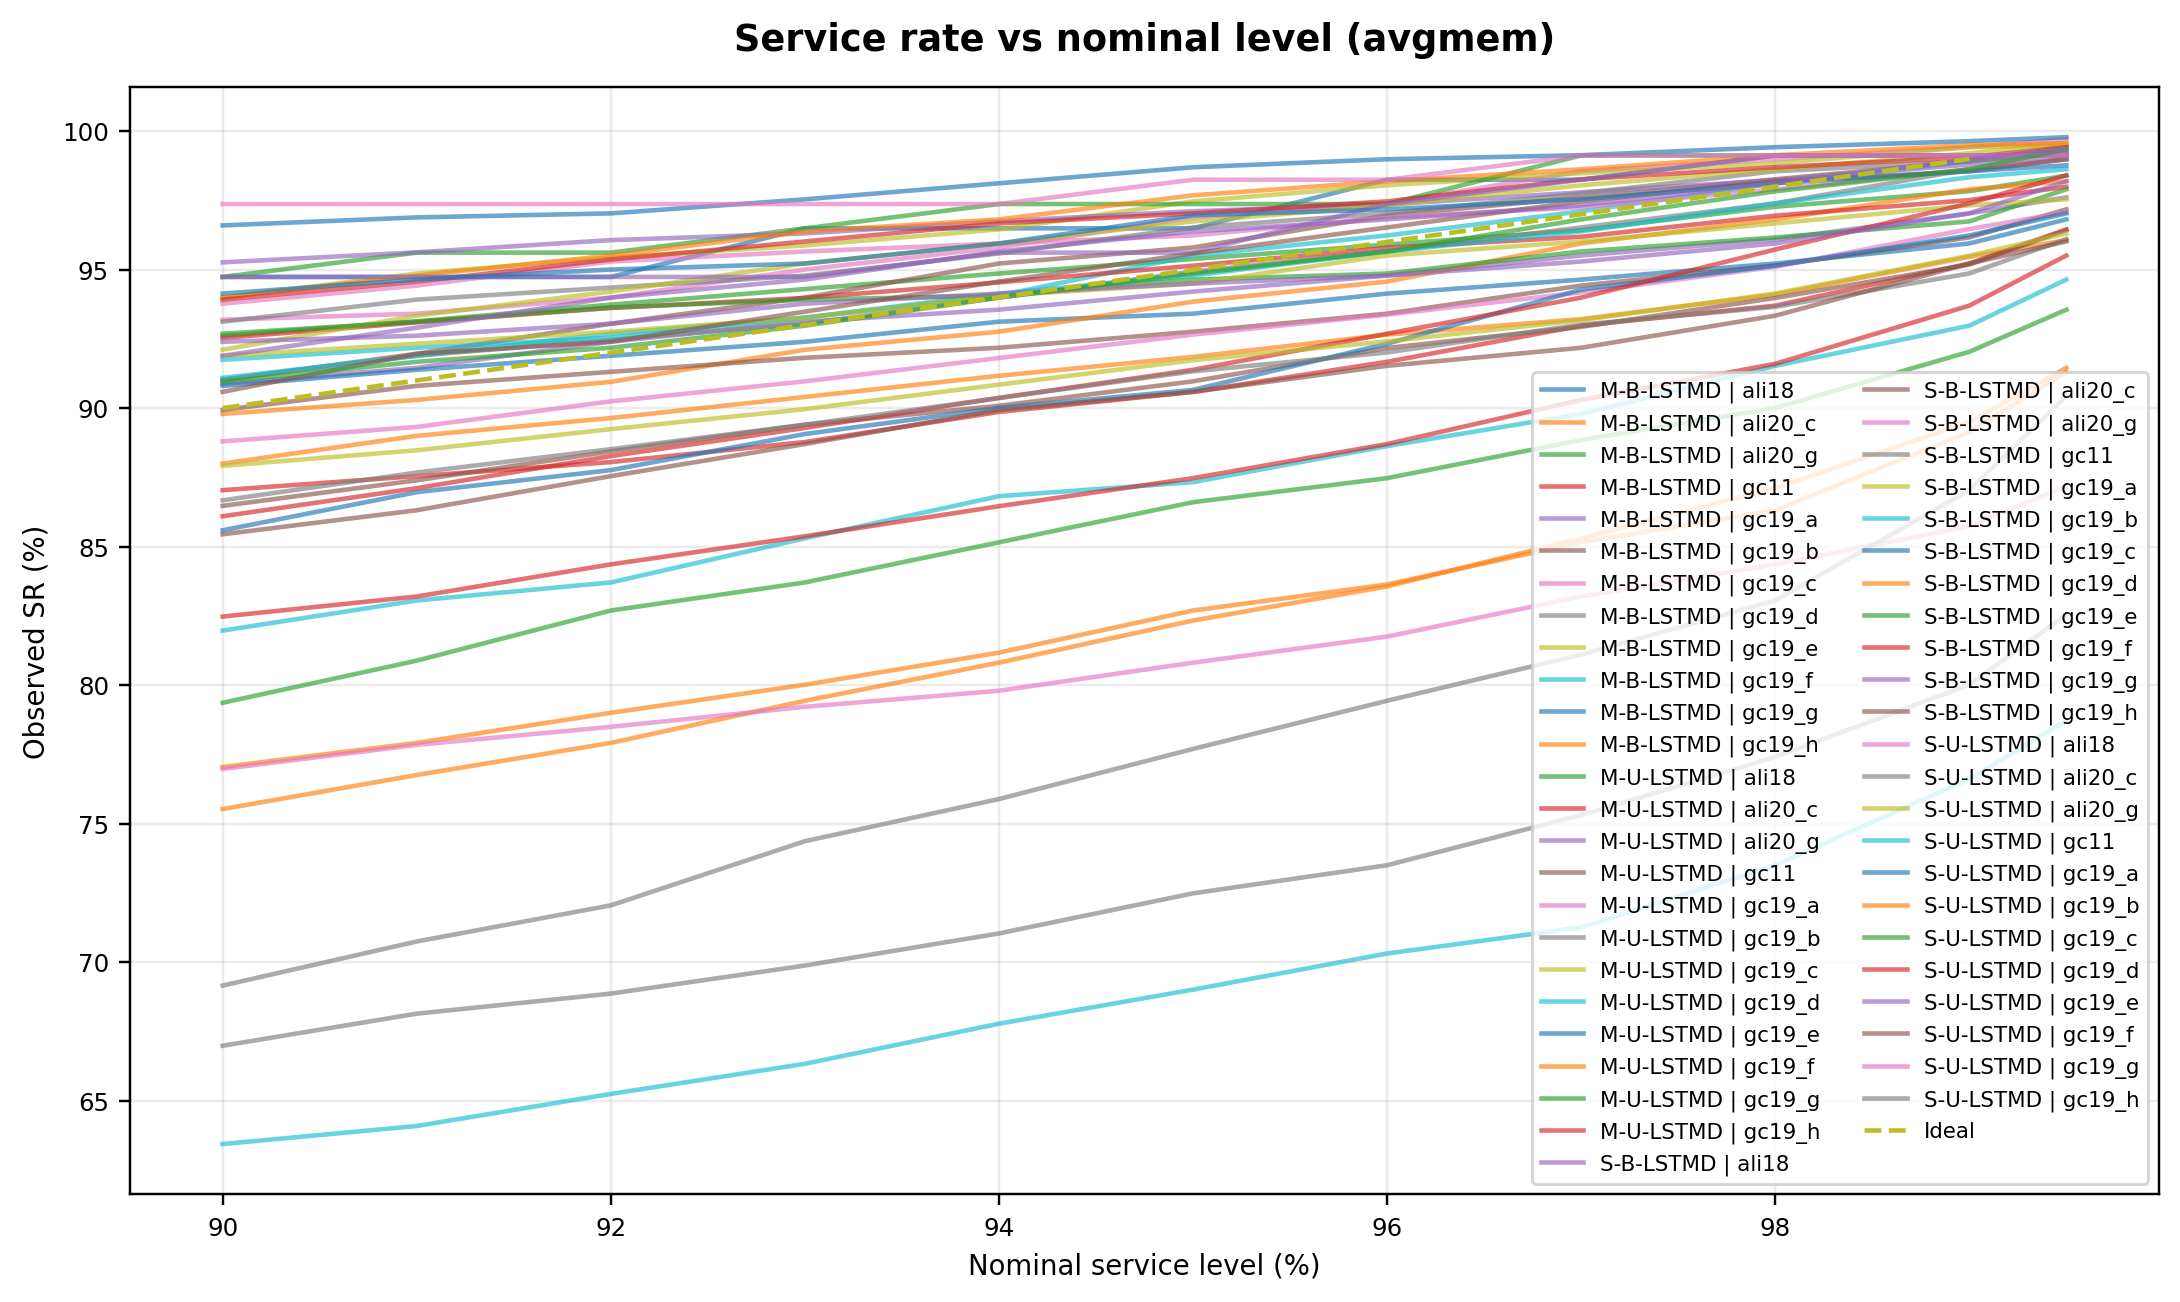 Service rate vs nominal level (avgmem)
100
95
90
85
80
75
70
65
Observed SR (%)
90
92
94
96
98
Nominal service level (%)
M-B-LSTMD | ali18
M-B-LSTMD | ali20_c
M-B-LSTMD | ali20_g
M-B-LSTMD | gc11
M-B-LSTMD | gc19_a
M-B-LSTMD | gc19_b
M-B-LSTMD | gc19_c
M-B-LSTMD | gc19_d
M-B-LSTMD | gc19_e
M-B-LSTMD | gc19_f
M-B-LSTMD | gc19_g
M-B-LSTMD | gc19_h
M-U-LSTMD | ali18
M-U-LSTMD | ali20_c
M-U-LSTMD | ali20_g
M-U-LSTMD | gc11
M-U-LSTMD | gc19_a
M-U-LSTMD | gc19_b
M-U-LSTMD | gc19_c
M-U-LSTMD | gc19_d
M-U-LSTMD | gc19_e
M-U-LSTMD | gc19_f
M-U-LSTMD | gc19_g
M-U-LSTMD | gc19_h
S-B-LSTMD | ali18
S-B-LSTMD | ali20_c
S-B-LSTMD | ali20_g
S-B-LSTMD | gc11
S-B-LSTMD | gc19_a
S-B-LSTMD | gc19_b
S-B-LSTMD | gc19_c
S-B-LSTMD | gc19_d
S-B-LSTMD | gc19_e
S-B-LSTMD | gc19_f
S-B-LSTMD | gc19_g
S-B-LSTMD | gc19_h
S-U-LSTMD | ali18
S-U-LSTMD | ali20_c
S-U-LSTMD | ali20_g
S-U-LSTMD | gc11
S-U-LSTMD | gc19_a
S-U-LSTMD | gc19_b
S-U-LSTMD | gc19_c
S-U-LSTMD | gc19_d
S-U-LSTMD | gc19_e
S-U-LSTMD | gc19_f
S-U-LSTMD | gc19_g
S-U-LSTMD | gc19_h
Ideal